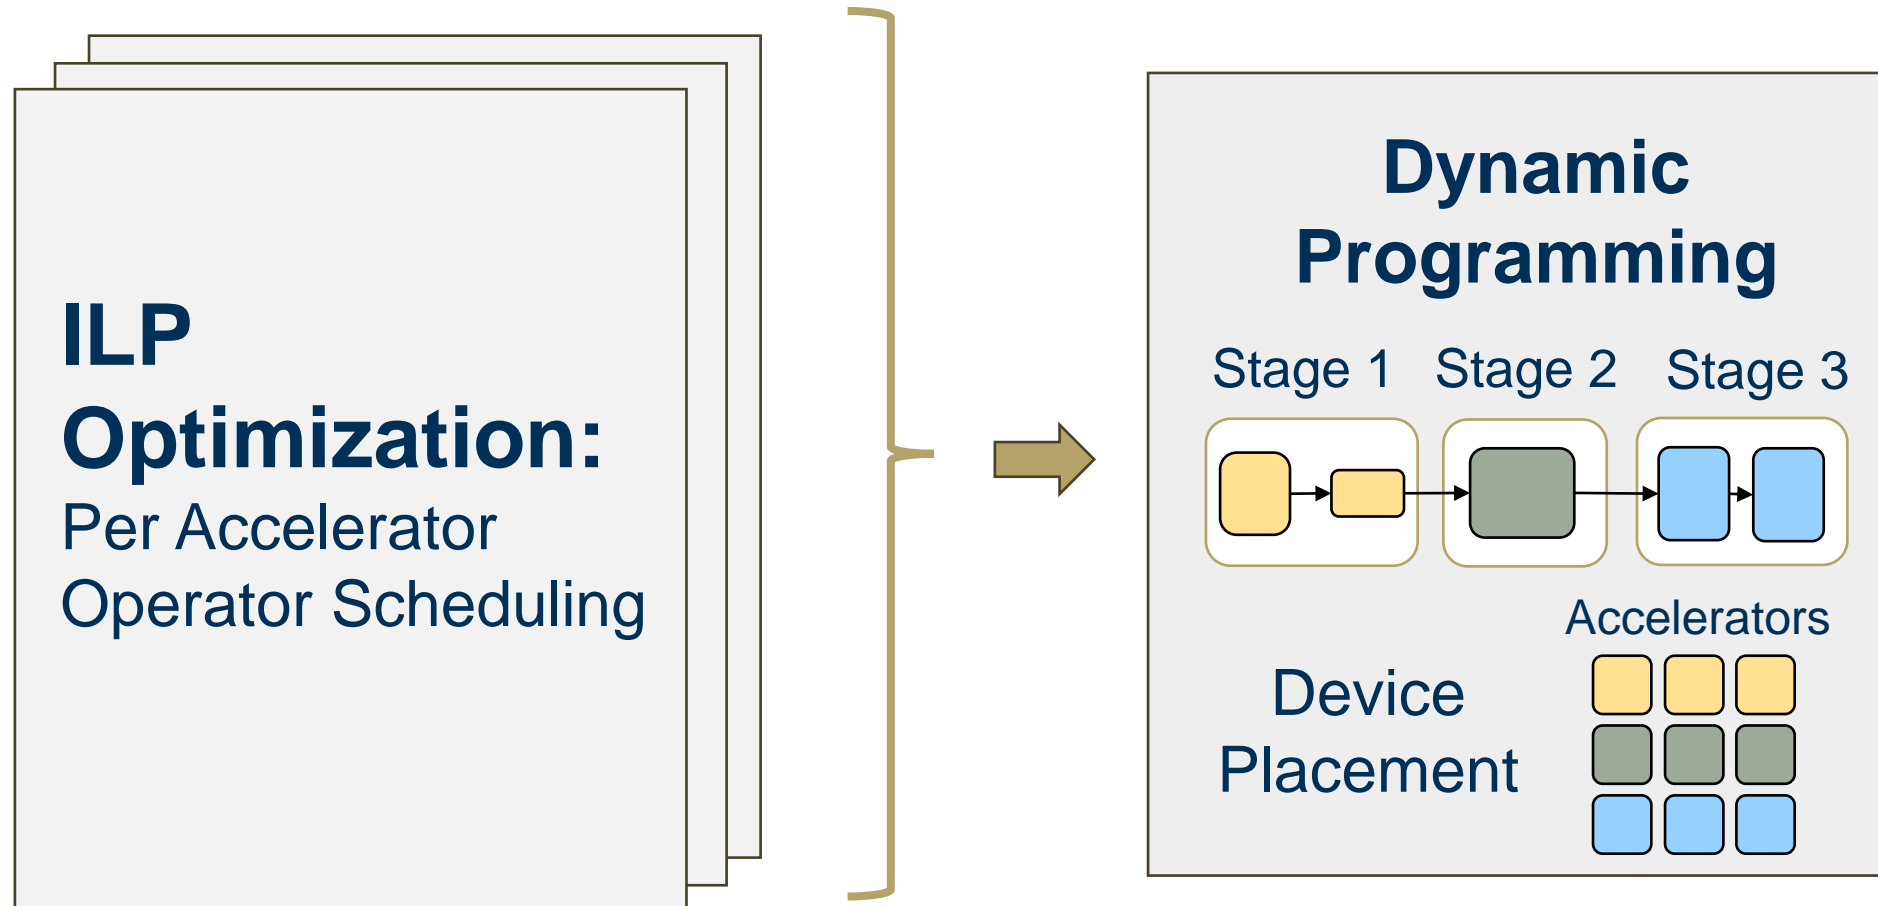 ILP
Optimization:
Per Accelerator
Operator Scheduling
Dynamic
Programming
Stage 1 Stage 2 Stage 3
Accelerators
Device
Placement